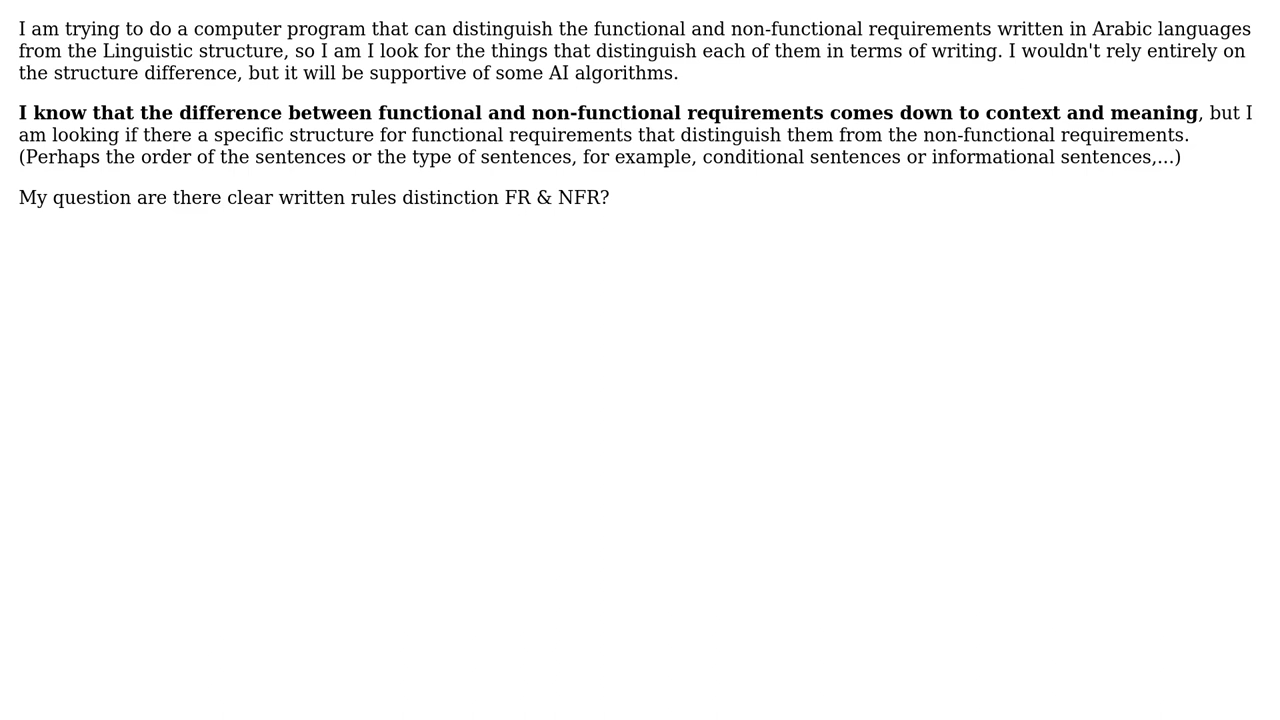 I am trying to do a computer program that can distinguish the functional and non-functional requirements written in Arabic languages
from the Linguistic structure, so I am I look for the things that distinguish each of them in terms of writing. I wouldn't rely entirely on
the structure difference, but it will be supportive of some AI algorithms.
I know that the difference between functional and non-functional requirements comes down to context and meaning, but I
am looking if there a specific structure for functional requirements that distinguish them from the non-functional requirements.
(Perhaps the order of the sentences or the type of sentences, for example, conditional sentences or informational sentences,...)
My question are there clear written rules distinction FR & NFR?